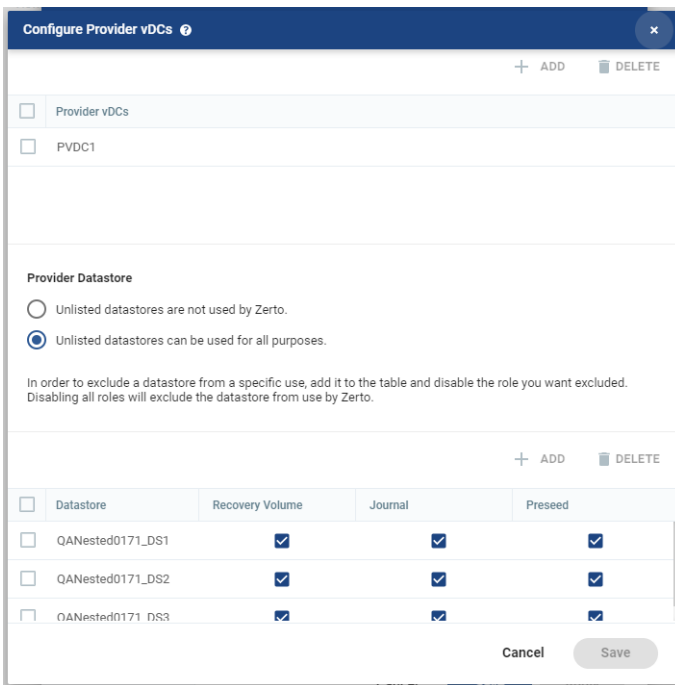 Configure Provider vDCs ?
+ ADD DELETE
Provider vDCs
PVDC1
Provider Datastore
Unlisted datastores are not used by Zerto.
Unlisted datastores can be used for all purposes.
In order to exclude a datastore from a specific use, add it to the table and disable the role you want excluded.
Disabling all roles will exclude the datastore from use by Zerto.
+ ADD DELETE
Datastore Recovery Volume Journal Preseed
QANested0171_DS1
QANested0171_DS2
QANested0171_DS3
Cancel Save